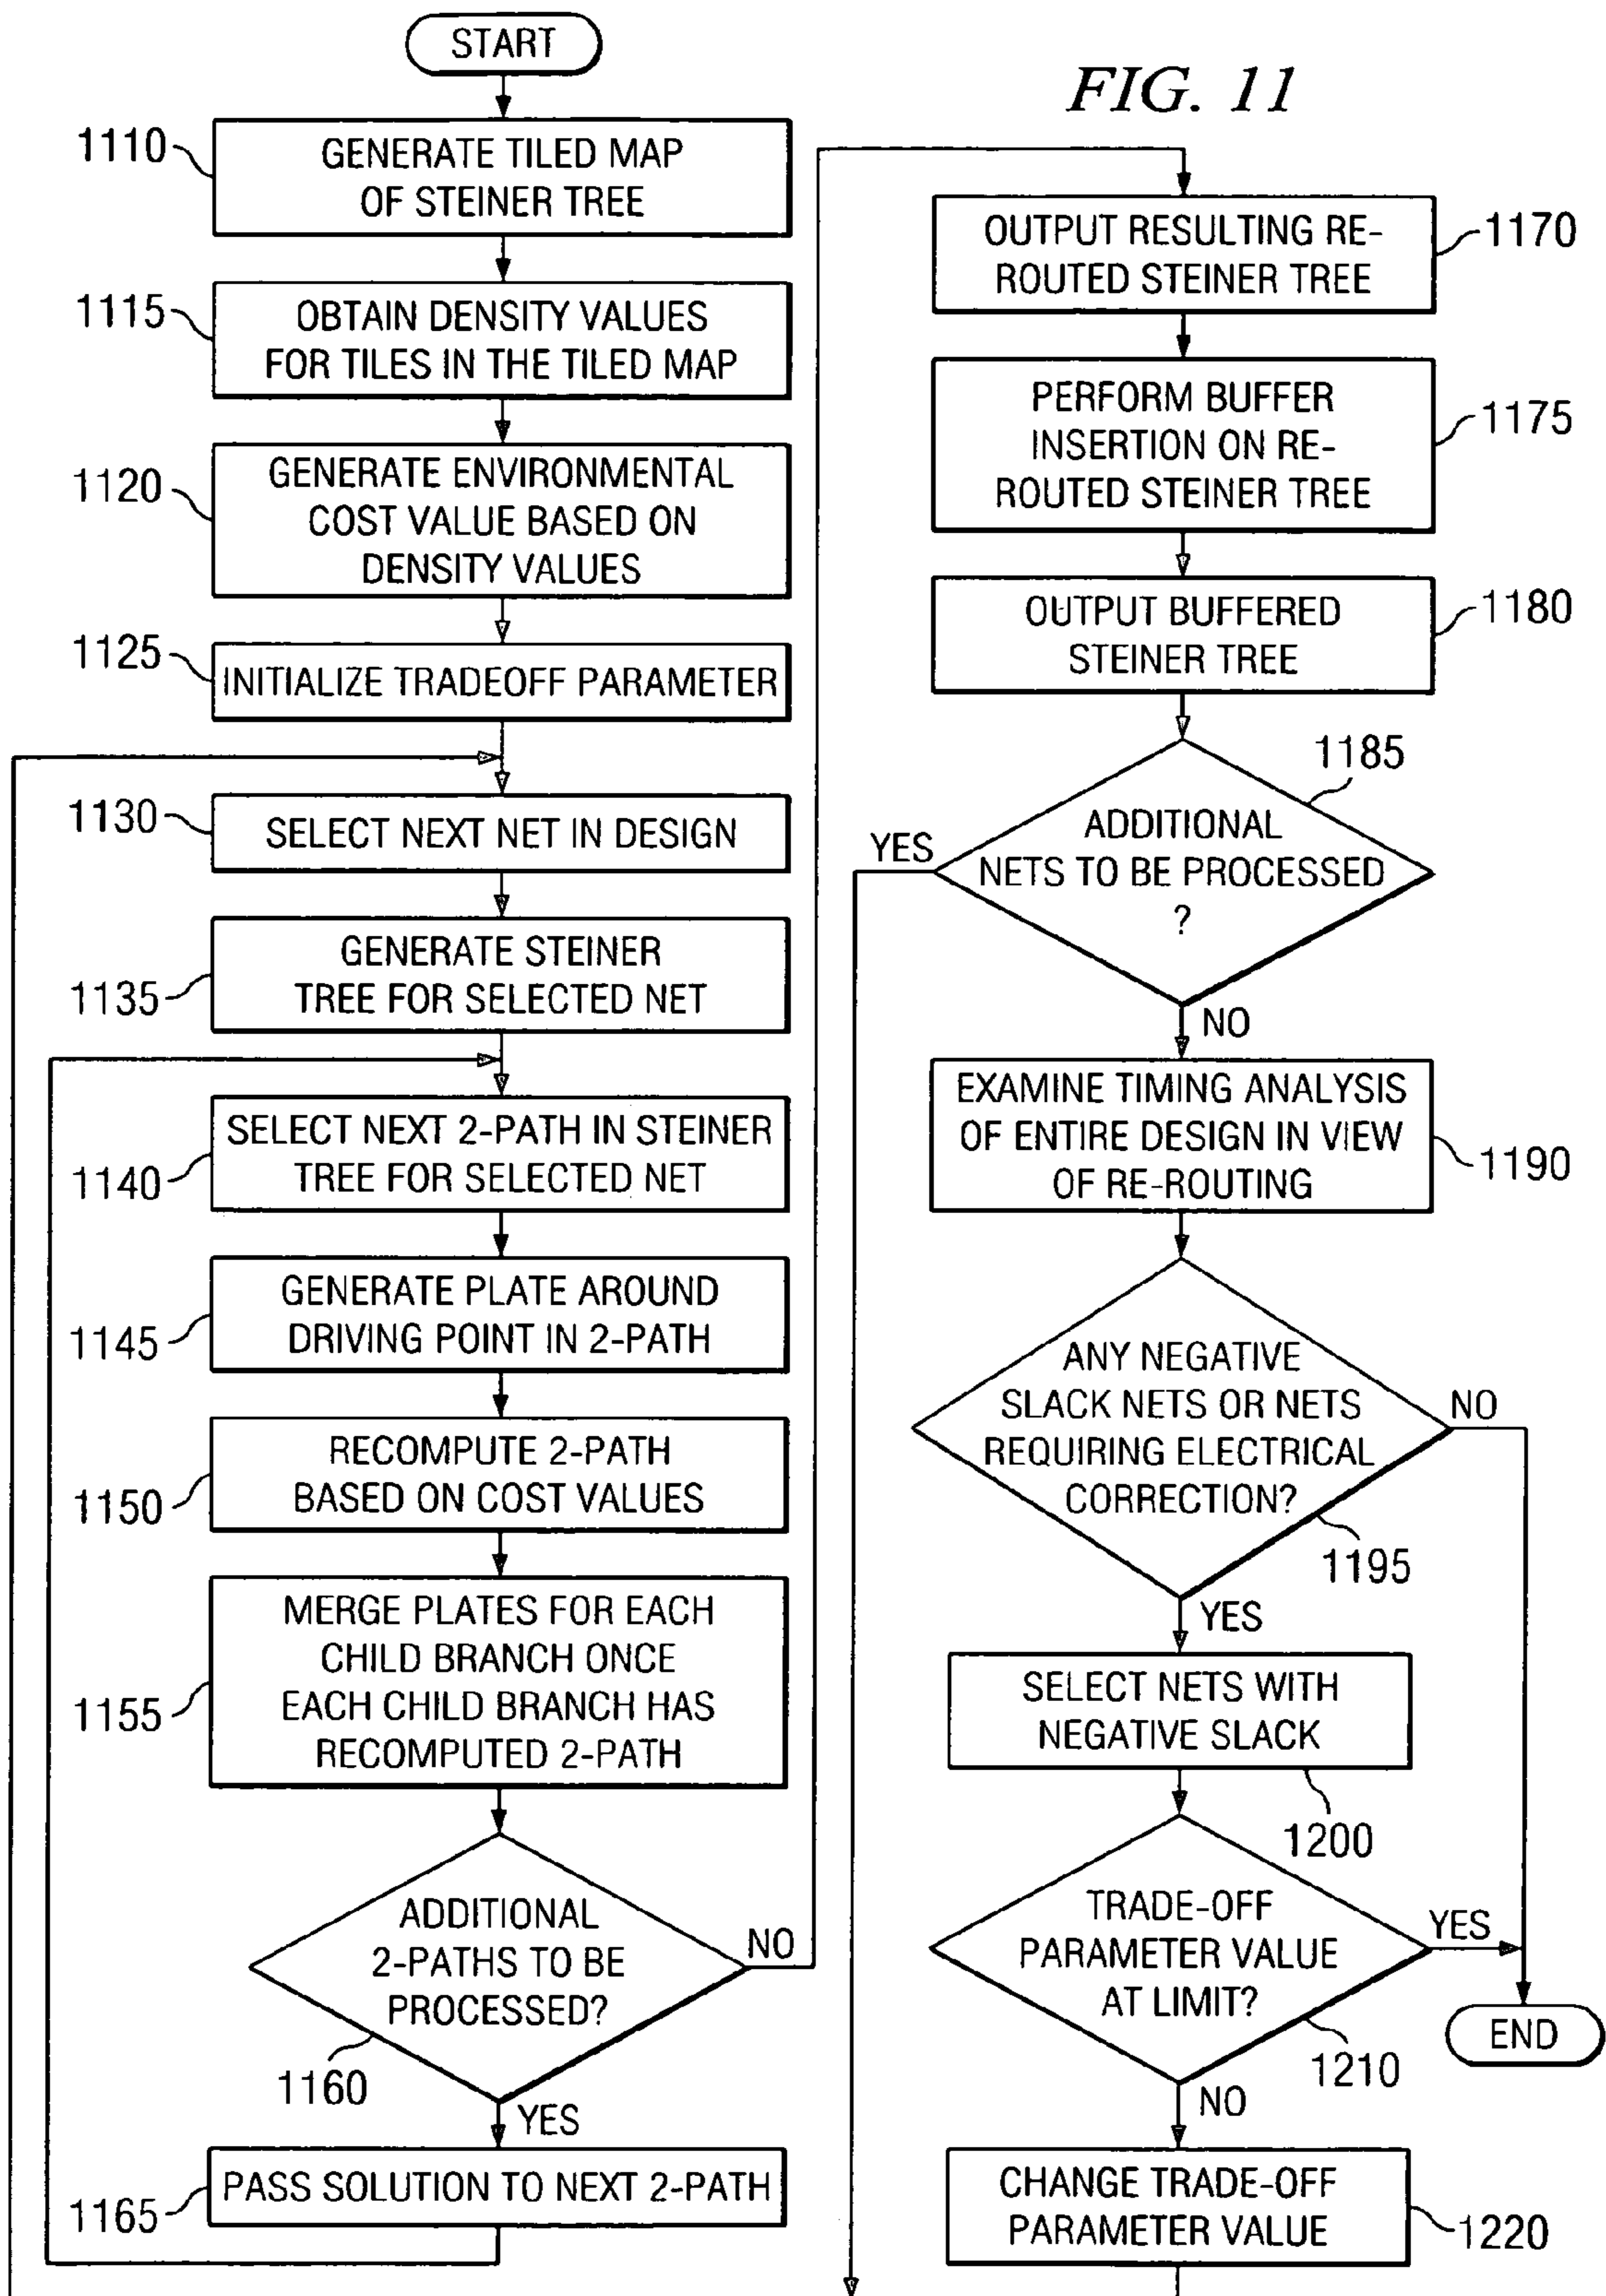 START
FIG. 11
1110
GENERATE TILED MAP
OF STEINER TREE
1115
OBTAIN DENSITY VALUES
FOR TILES IN THE TILED MAP
1120
GENERATE ENVIRONMENTAL
COST VALUE BASED ON
DENSITY VALUES
1125
INITIALIZE TRADEOFF PARAMETER
1130
SELECT NEXT NET IN DESIGN
1135
GENERATE STEINER
TREE FOR SELECTED NET
1140
SELECT NEXT 2-PATH IN STEINER
TREE FOR SELECTED NET
1145
GENERATE PLATE AROUND
DRIVING POINT IN 2-PATH
1150
RECOMPUTE 2-PATH
BASED ON COST VALUES
1155
MERGE PLATES FOR EACH
CHILD BRANCH ONCE
EACH CHILD BRANCH HAS
RECOMPUTED 2-PATH
ADDITIONAL
2-PATHS TO BE
PROCESSED?
NO
1160
YES
1165
PASS SOLUTION TO NEXT 2-PATH
OUTPUT RESULTING RE-
ROUTED STEINER TREE
1170
PERFORM BUFFER
INSERTION ON RE-
ROUTED STEINER TREE
1175
OUTPUT BUFFERED
STEINER TREE
1180
1185
YES
ADDITIONAL
NETS TO BE PROCESSED
?
NO
EXAMINE TIMING ANALYSIS
OF ENTIRE DESIGN IN VIEW
OF RE-ROUTING
1190
ANY NEGATIVE
SLACK NETS OR NETS
REQUIRING ELECTRICAL
CORRECTION?
NO
1195
YES
SELECT NETS WITH
NEGATIVE SLACK
1200
TRADE-OFF
PARAMETER VALUE
AT LIMIT?
YES
1210
END
NO
CHANGE TRADE-OFF
PARAMETER VALUE
1220